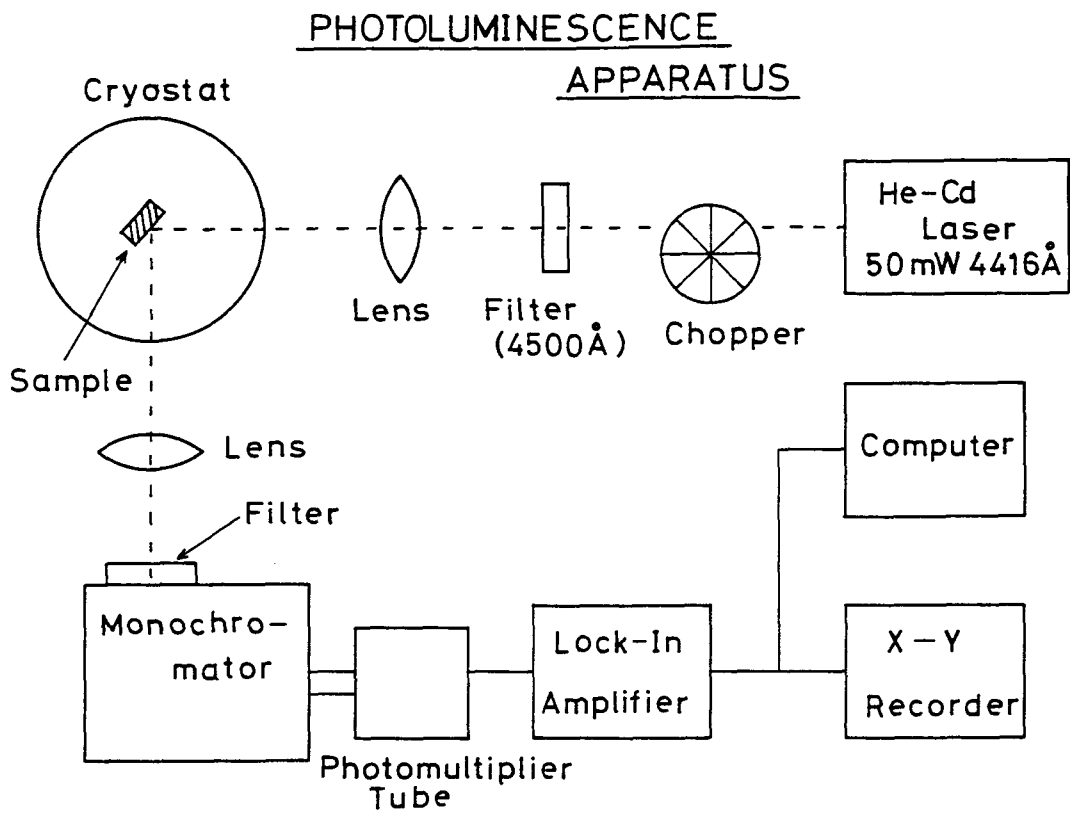 PHOTOLUMINESCENCE
APPARATUS
Cryostat
He-Cd
Laser
50mW 4416Å
Lens
Filter
(4500Å)
Chopper
Sample
Lens
Filter
Computer
Monochro-
mator
Lock-In
Amplifier
X-Y
Recorder
Photomultiplier
Tube